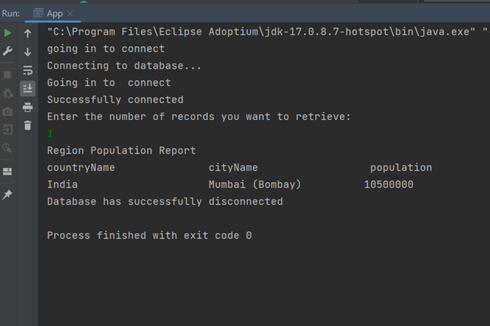 Run: App
"C:\Program Files\Eclipse Adoptium\jdk-17.0.8.7-hotspot\bin\java.exe" "
going in to connect
Connecting to database...
Going in to  connect
Successfully connected
Enter the number of records you want to retrieve:
1
Region Population Report
countryName cityName population
India Mumbai (Bombay) 10500000
Database has successfully disconnected
Process finished with exit code 0